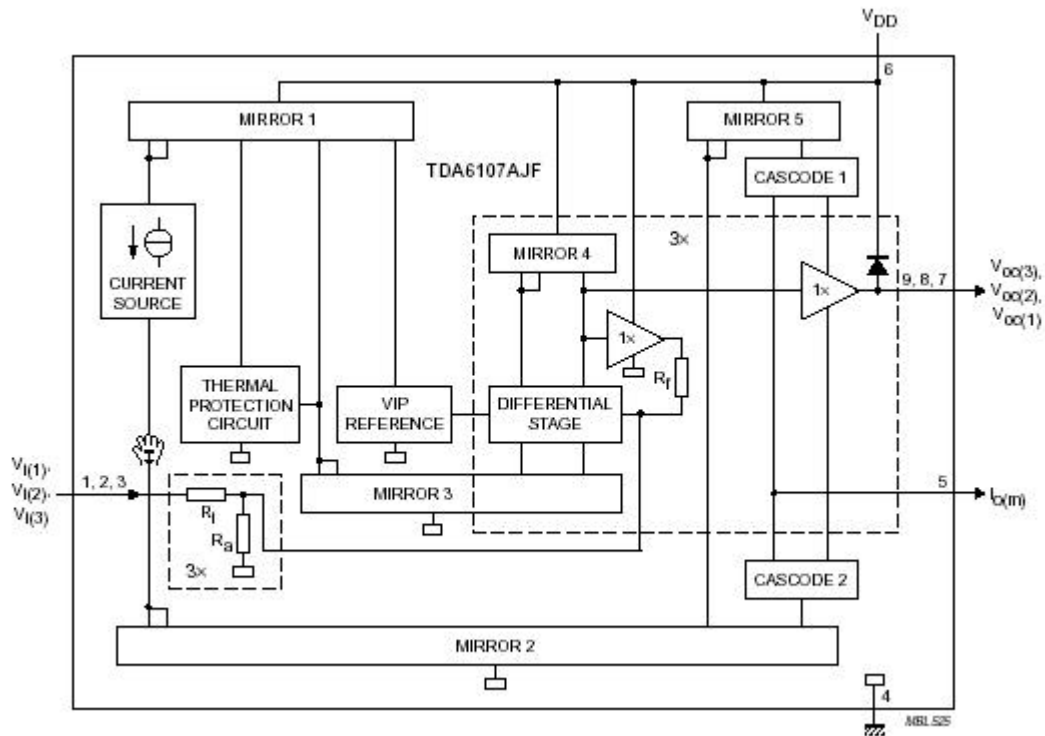 VDD
6
MIRROR 1
MIRROR 5
TDA6107AJF
CASCODE 1
3×
MIRROR 4
CURRENT
SOURCE
1×
9, 8, 7
Voc(3),
Voc(2),
Voc(1)
1×
Rf
THERMAL
PROTECTION
CIRCUIT
VIP
REFERENCE
DIFFERENTIAL
STAGE
VI(1),
VI(2),
VI(3)
1, 2, 3
MIRROR 3
5
Io(m)
Ri
Ra
3×
CASCODE 2
MIRROR 2
4
MBL525